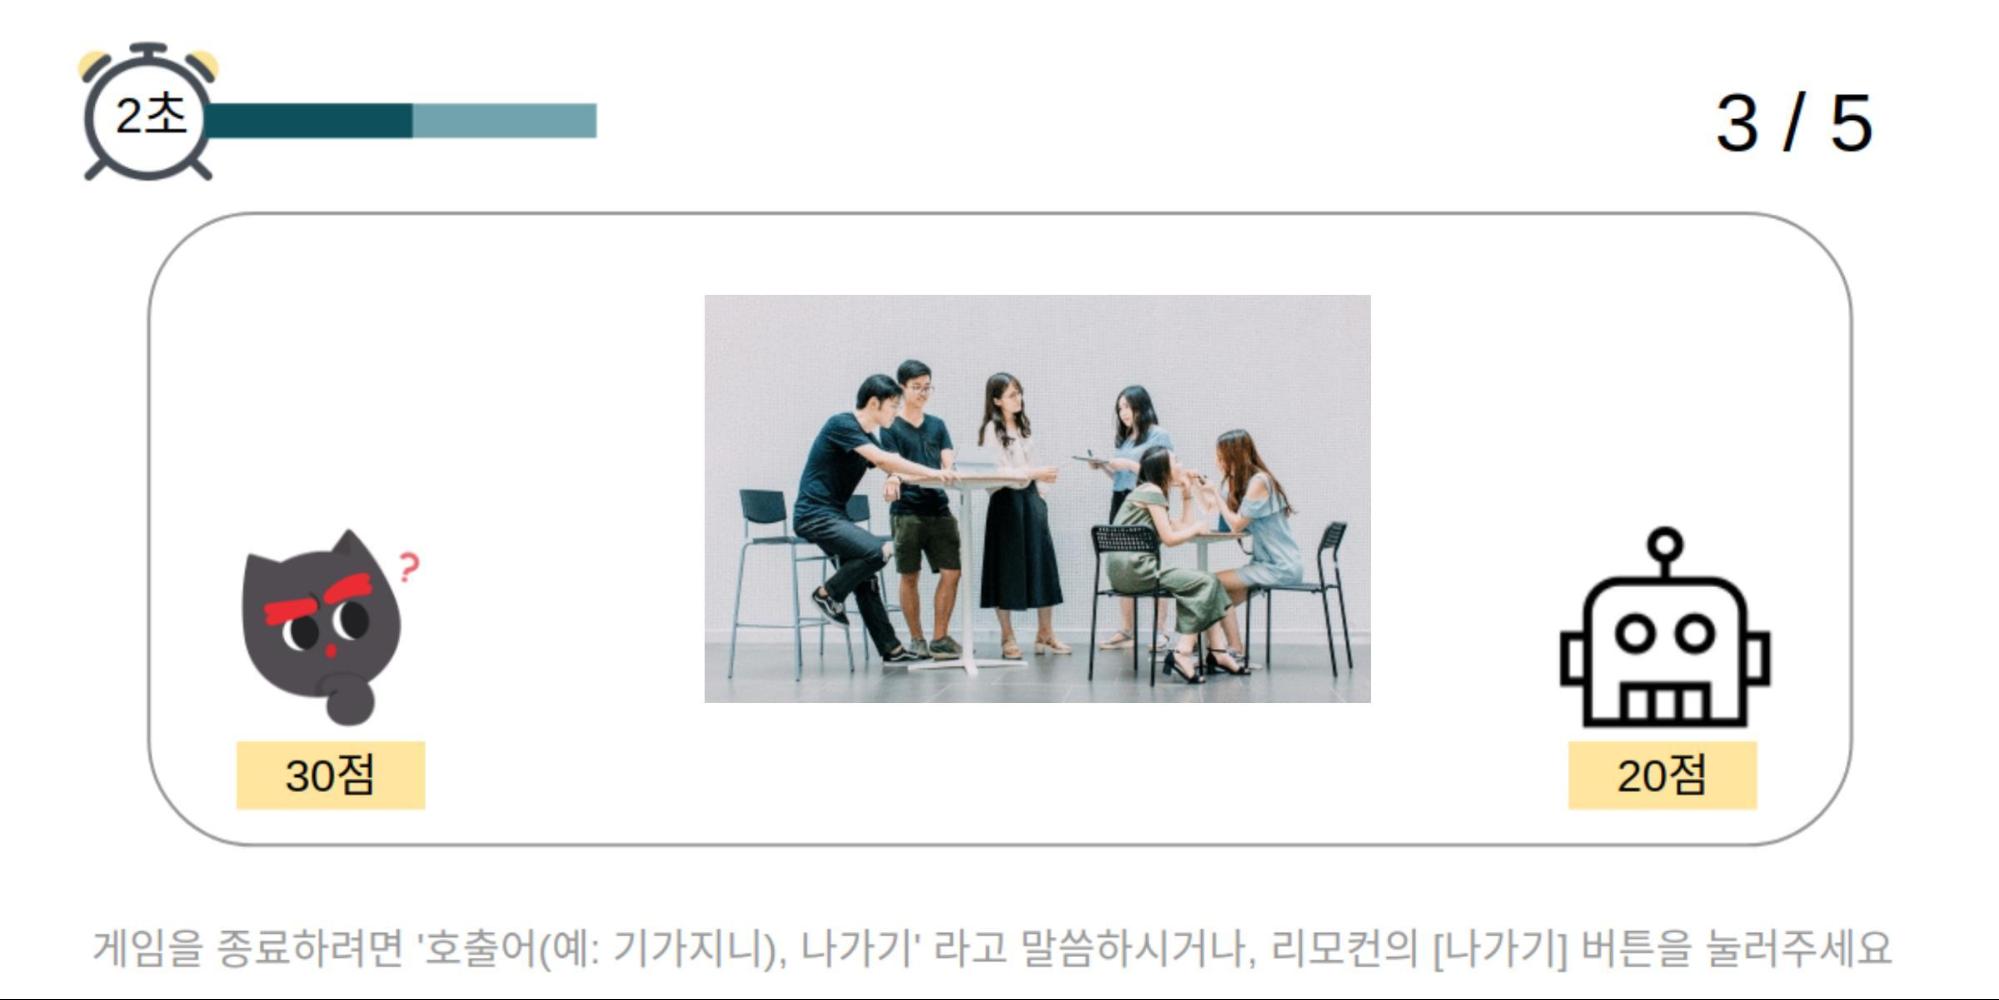 2초
3 / 5
?
30점
20점
게임을 종료하려면 '호출어(예: 기가지니), 나가기' 라고 말씀하시거나, 리모컨의 [나가기] 버튼을 눌러주세요